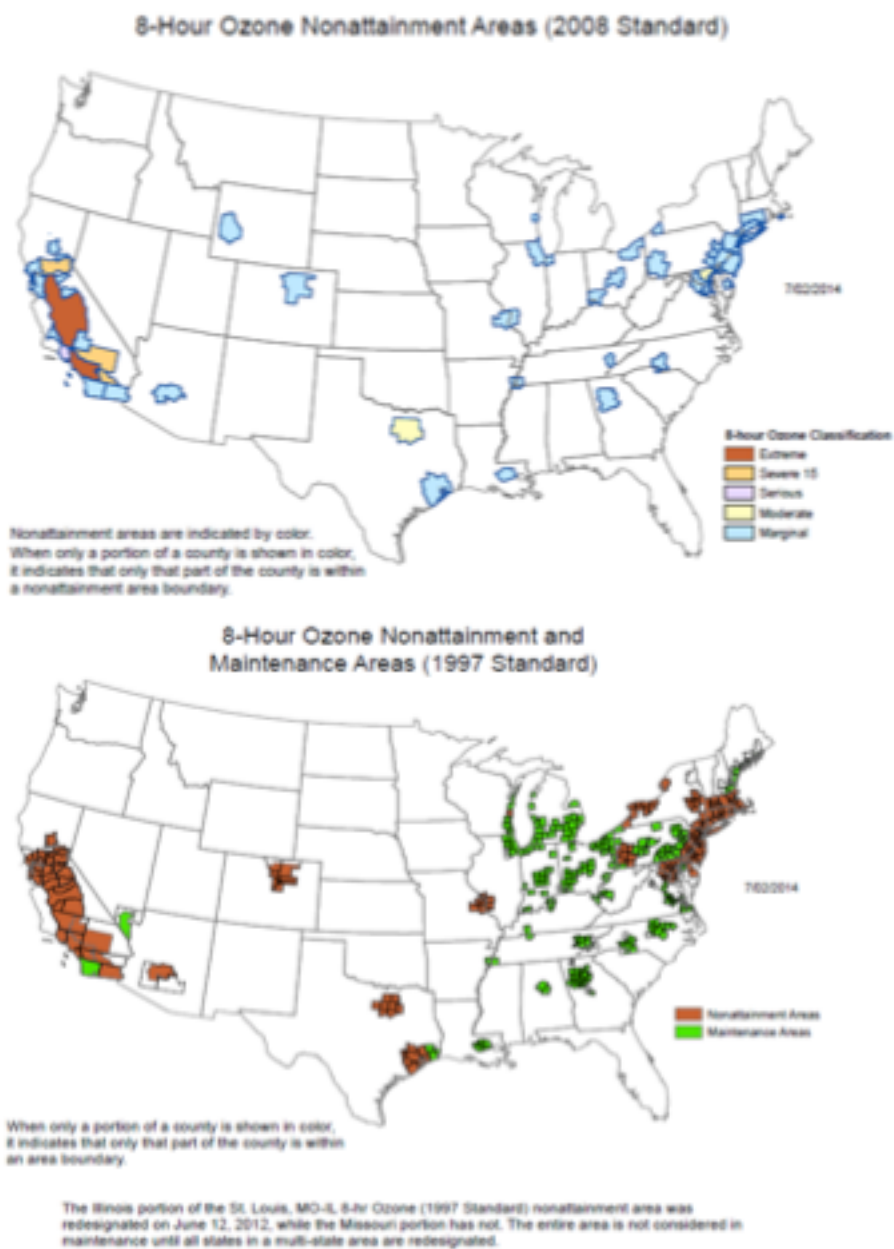 8-Hour Ozone Nonattainment Areas (2008 Standard)
7/02/2014
8-hour Ozone Classification
Extreme
Severe 15
Serious
Moderate
Marginal
Nonattainment areas are indicated by color.
When only a portion of a county is shown in color,
it indicates that only that part of the county is within
a nonattainment area boundary.
8-Hour Ozone Nonattainment and
Maintenance Areas (1997 Standard)
7/02/2014
Nonattainment Areas
Maintenance Areas
When only a portion of a county is shown in color,
it indicates that only that part of the county is within
an area boundary.
The Illinois portion of the St. Louis, MO-IL 8-hr Ozone (1997 Standard) nonattainment area was
redesignated on June 12, 2012, while the Missouri portion has not. The entire area is not considered in
maintenance until all states in a multi-state area are redesignated.